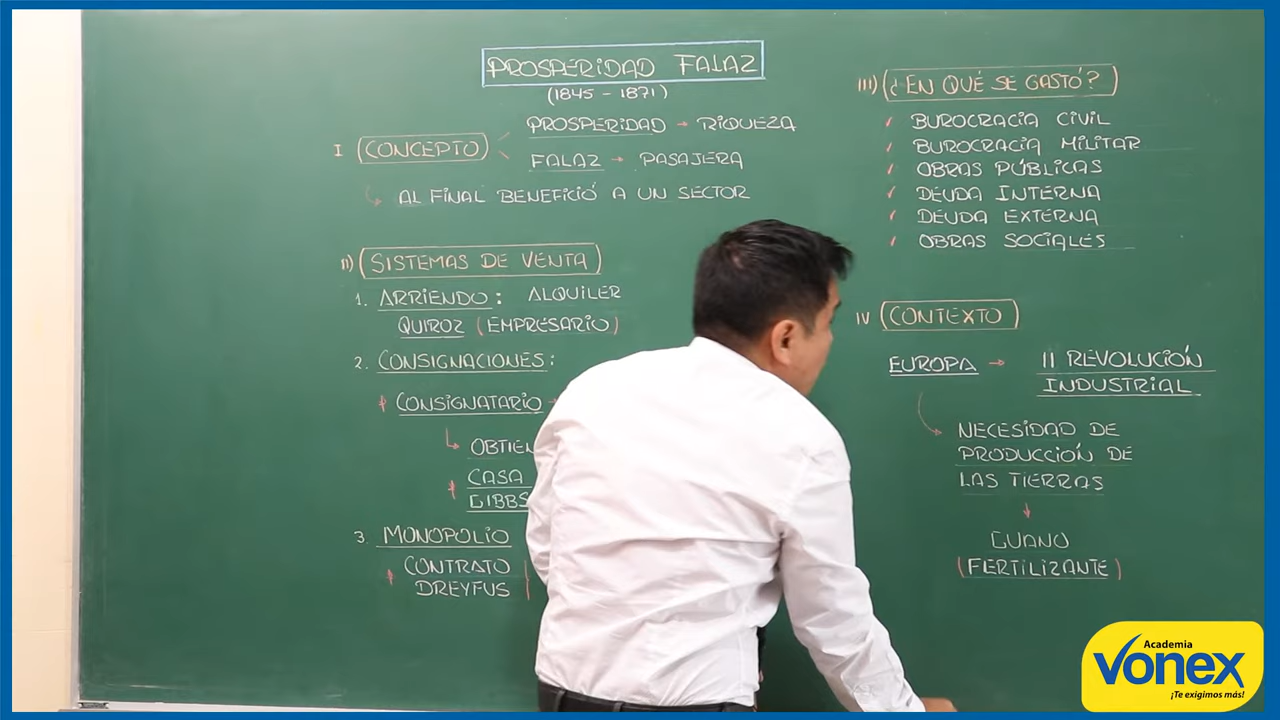 PROSPERIDAD FALAZ
(1845 - 1871)
I (CONCEPTO)
PROSPERIDAD → RIQUEZA
FALAZ → PASAJERA
AL FINAL BENEFICIÓ A UN SECTOR
II) (SISTEMAS DE VENTA)
1. ARRIENDO: ALQUILER
QUIROZ (EMPRESARIO)
2. CONSIGNACIONES:
CONSIGNATARIO
OBTIEN
CASA
GIBBS
3. MONOPOLIO
CONTRATO
DREYFUS
III) (¿EN QUÉ SE GASTÓ?)
BUROCRACIA CIVIL
BUROCRACIA MILITAR
OBRAS PÚBLICAS
DEUDA INTERNA
DEUDA EXTERNA
OBRAS SOCIALES
IV (CONTEXTO)
EUROPA → II REVOLUCIÓN
INDUSTRIAL
NECESIDAD DE
PRODUCCIÓN DE
LAS TIERRAS
GUANO
(FERTILIZANTE)
Academia
Vonex
¡Te exigimos más!